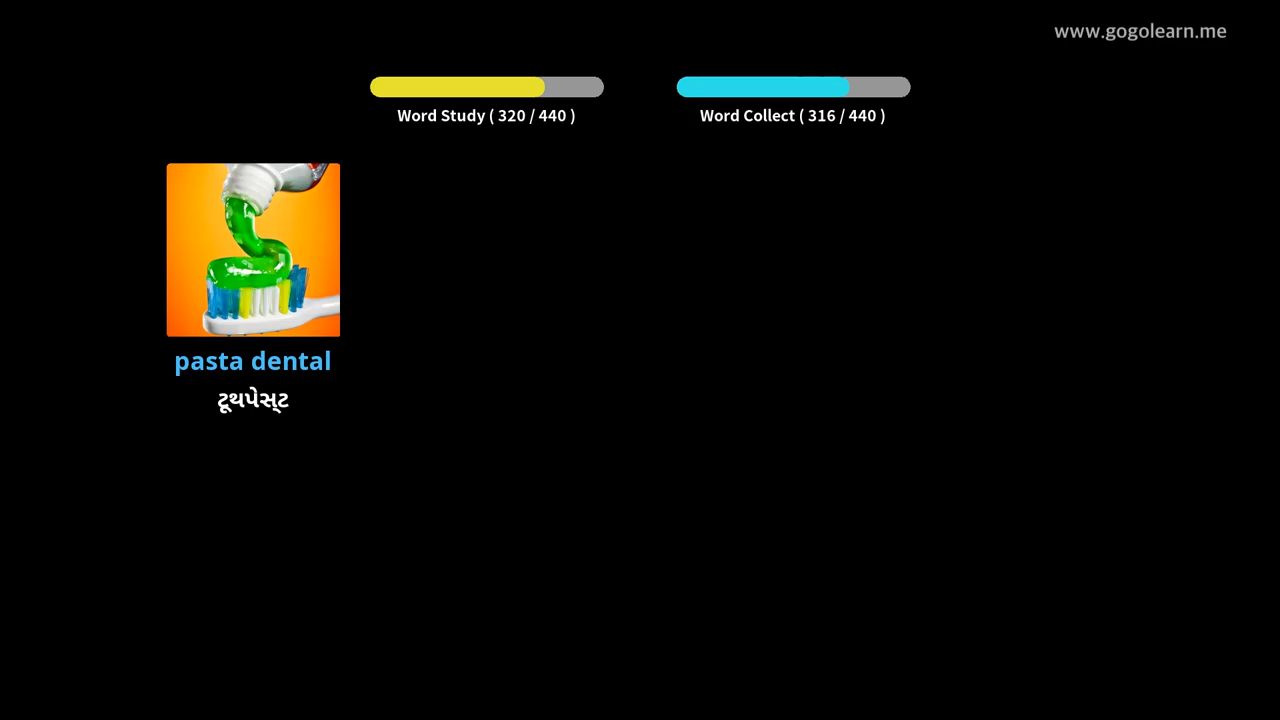 www.gogolearn.me
Word Study ( 320 / 440 )
Word Collect ( 316 / 440 )
pasta dental
ટૂથપેસ્ટ